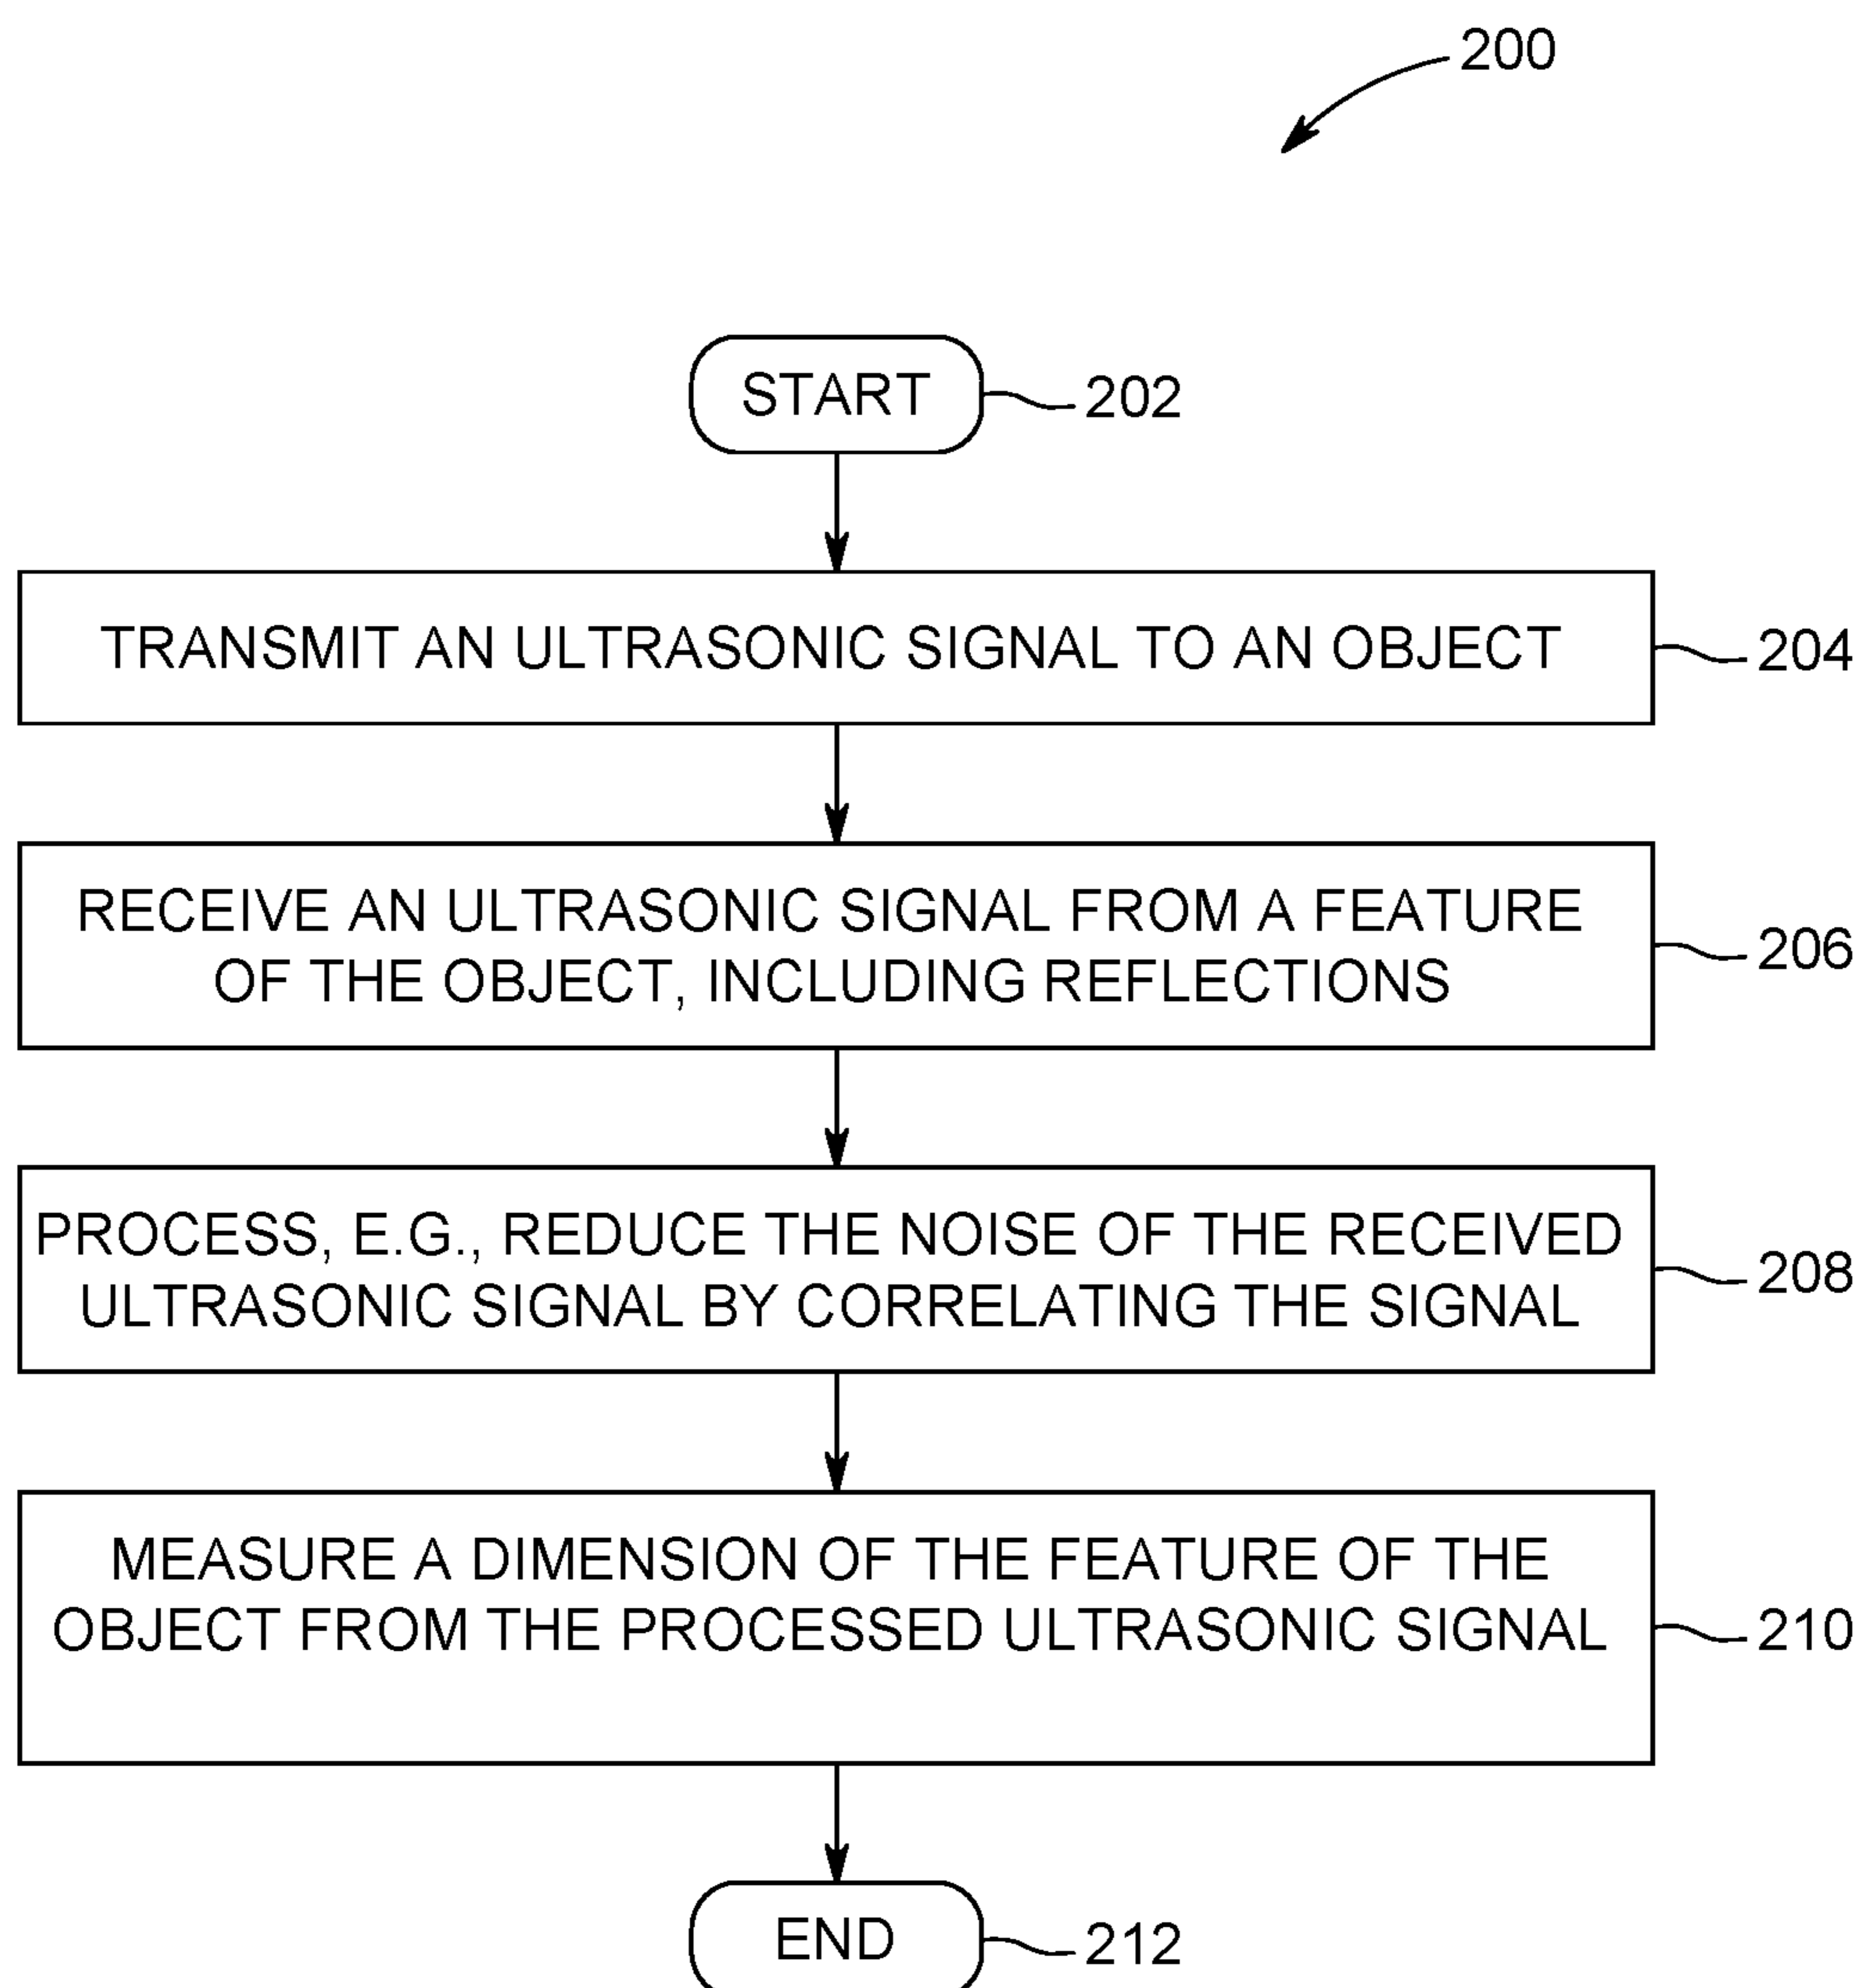 200
START
202
TRANSMIT AN ULTRASONIC SIGNAL TO AN OBJECT
204
RECEIVE AN ULTRASONIC SIGNAL FROM A FEATURE
OF THE OBJECT, INCLUDING REFLECTIONS
206
PROCESS, E.G., REDUCE THE NOISE OF THE RECEIVED
ULTRASONIC SIGNAL BY CORRELATING THE SIGNAL
208
MEASURE A DIMENSION OF THE FEATURE OF THE
OBJECT FROM THE PROCESSED ULTRASONIC SIGNAL
210
END
212